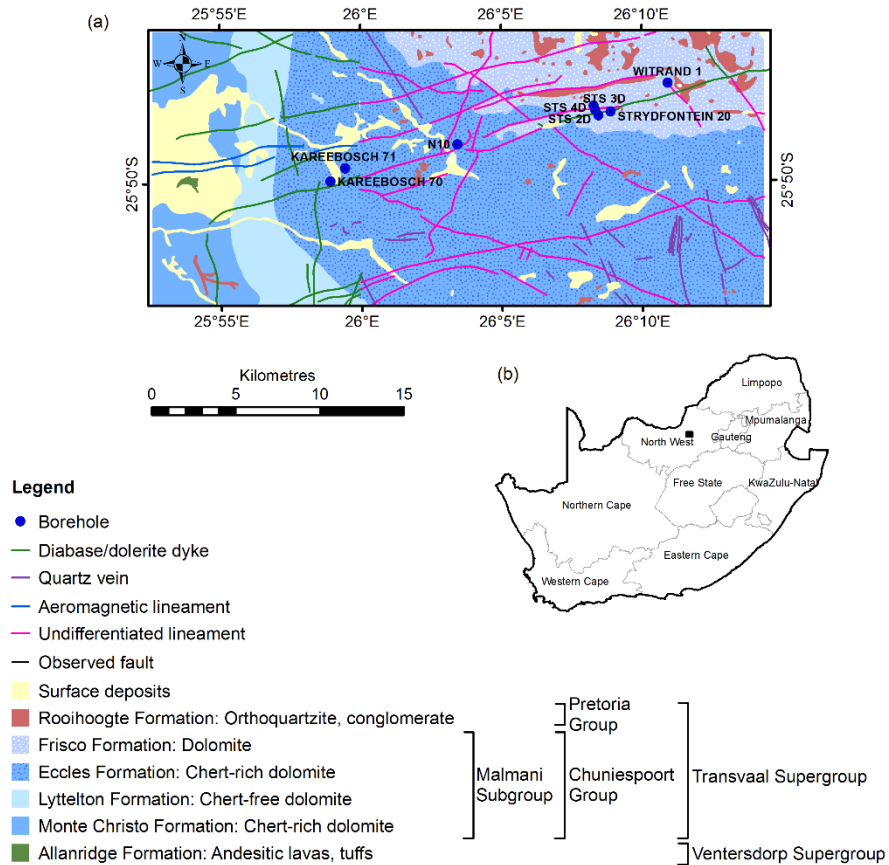 (a)
25°55'E
26°E
26°5'E
26°10'E
N
W E
S
WITRAND 1
STS 3D
STS 4D
STS 2D
STRYDFONTEIN 20
N10
KAREEBOSCH 71
KAREEBOSCH 70
25°50'S
25°50'S
25°55'E
26°E
26°5'E
26°10'E
Kilometres
0 5 10 15
(b)
Limpopo
Mpumalanga
North West
Gauteng
Free State
KwaZulu-Natal
Northern Cape
Eastern Cape
Western Cape
Legend
Borehole
Diabase/dolerite dyke
Quartz vein
Aeromagnetic lineament
Undifferentiated lineament
Observed fault
Surface deposits
Rooihoogte Formation: Orthoquartzite, conglomerate
Frisco Formation: Dolomite
Eccles Formation: Chert-rich dolomite
Lyttelton Formation: Chert-free dolomite
Monte Christo Formation: Chert-rich dolomite
Allanridge Formation: Andesitic lavas, tuffs
Pretoria
Group
Malmani
Subgroup
Chuniespoort
Group
Transvaal Supergroup
Ventersdorp Supergroup